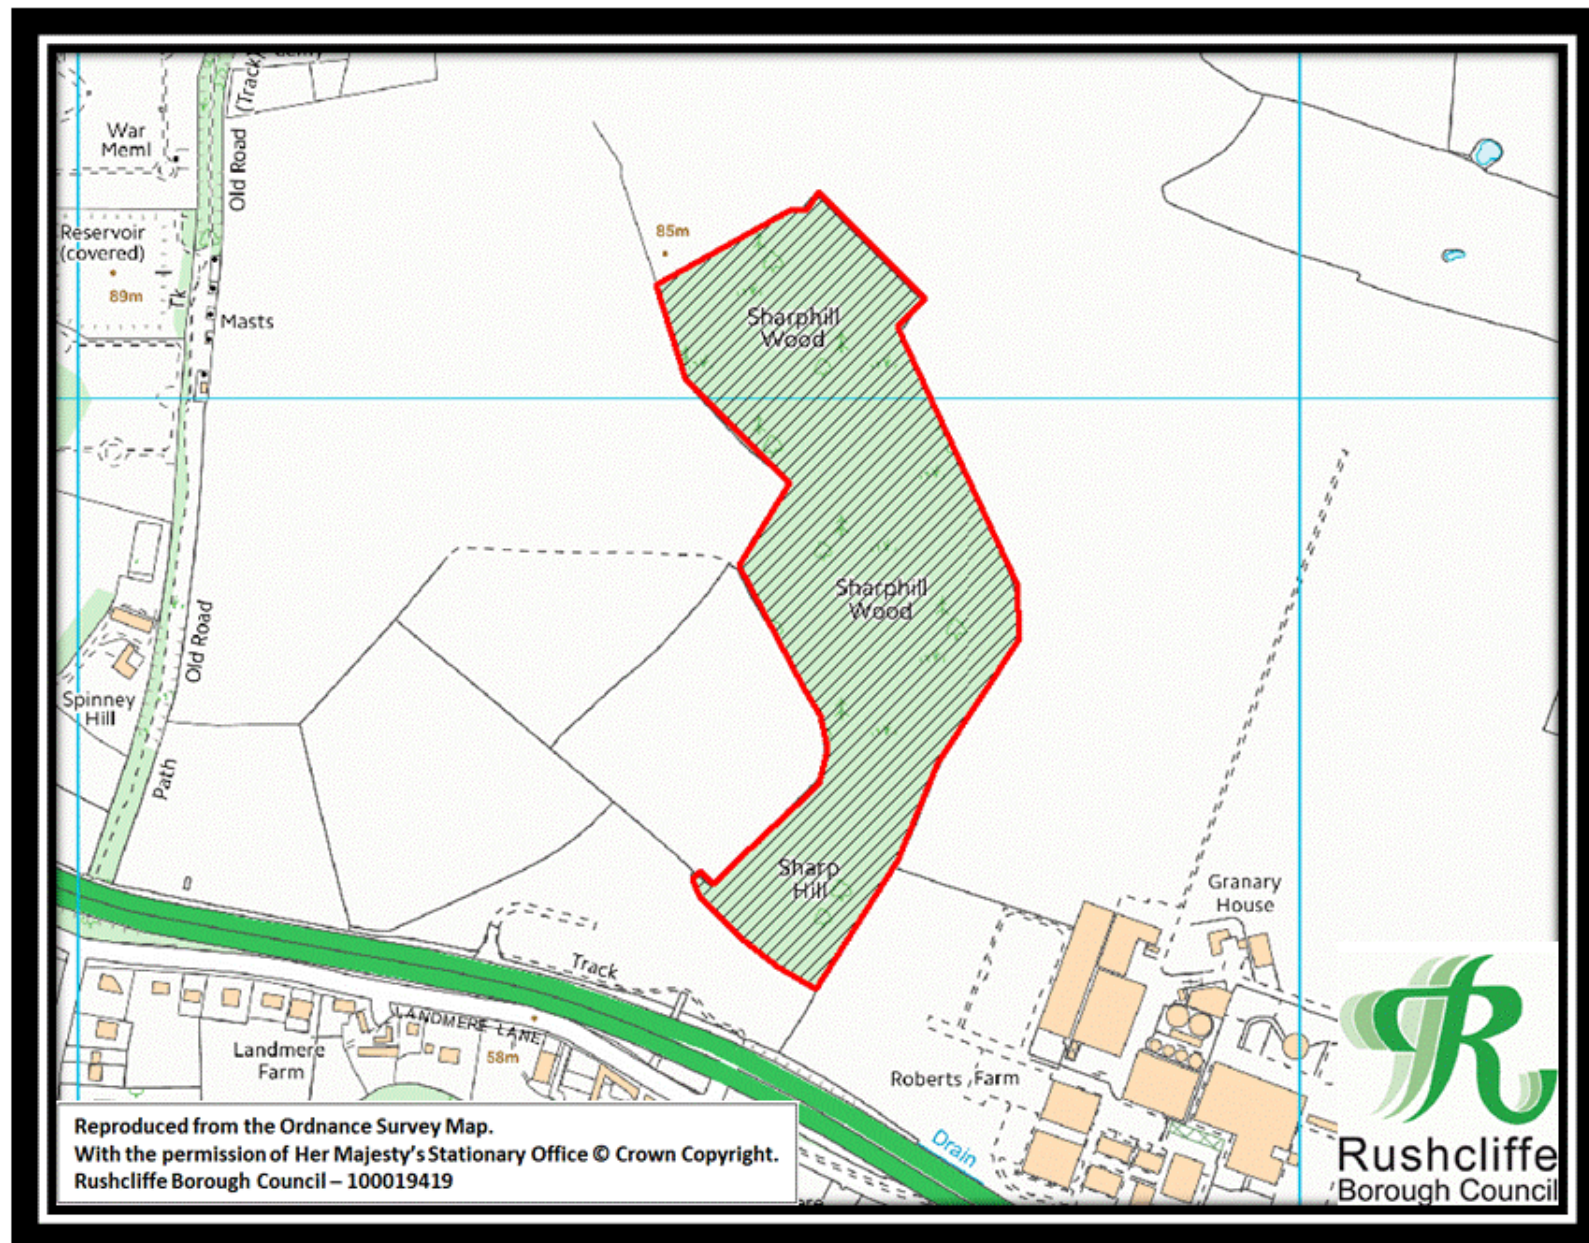 (Track)
Old Road
War
Meml
Reservoir
(covered)
89m
Tk
Masts
85m
Sharphill
Wood
Sharphill
Wood
Old Road
Spinney
Hill
Path
Sharp
Hill
Granary
House
Track
LANDMERE LANE
Landmere
Farm
58m
Roberts Farm
Drain
Reproduced from the Ordnance Survey Map.
With the permission of Her Majesty's Stationary Office © Crown Copyright.
Rushcliffe Borough Council – 100019419
R
Rushcliffe
Borough Council